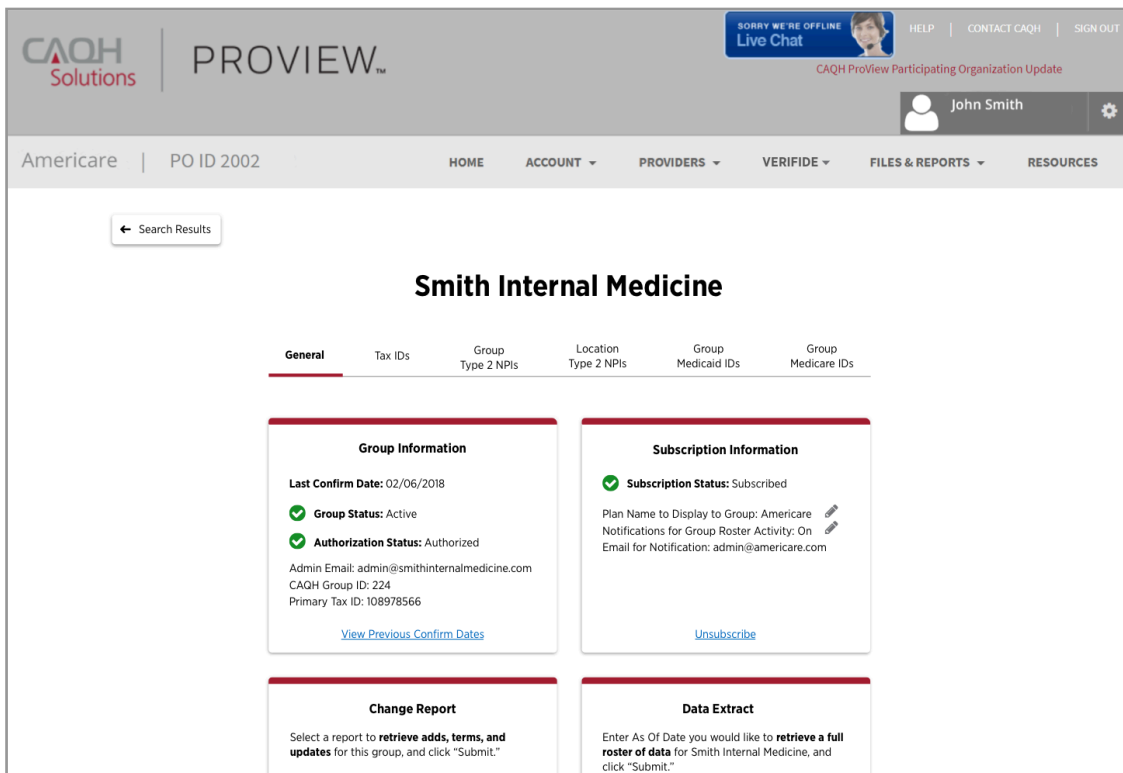 SORRY WE'RE OFFLINE
Live Chat
HELP | CONTACT CAQH | SIGN OUT
CAQH
Solutions
PROVIEW™
CAQH ProView Participating Organization Update
John Smith
Americare | PO ID 2002
HOME ACCOUNT PROVIDERS VERIFIDE FILES & REPORTS RESOURCES
Search Results
Smith Internal Medicine
General
Tax IDs
Group
Type 2 NPIs
Location
Type 2 NPIs
Group
Medicaid IDs
Group
Medicare IDs
Group Information
Last Confirm Date: 02/06/2018
Group Status: Active
Authorization Status: Authorized
Admin Email: admin@smithinternalmedicine.com
CAQH Group ID: 224
Primary Tax ID: 108978566
View Previous Confirm Dates
Subscription Information
Subscription Status: Subscribed
Plan Name to Display to Group: Americare
Notifications for Group Roster Activity: On
Email for Notification: admin@americare.com
Unsubscribe
Change Report
Select a report to retrieve adds, terms, and
updates for this group, and click “Submit.”
Data Extract
Enter As Of Date you would like to retrieve a full
roster of data for Smith Internal Medicine, and
click “Submit.”